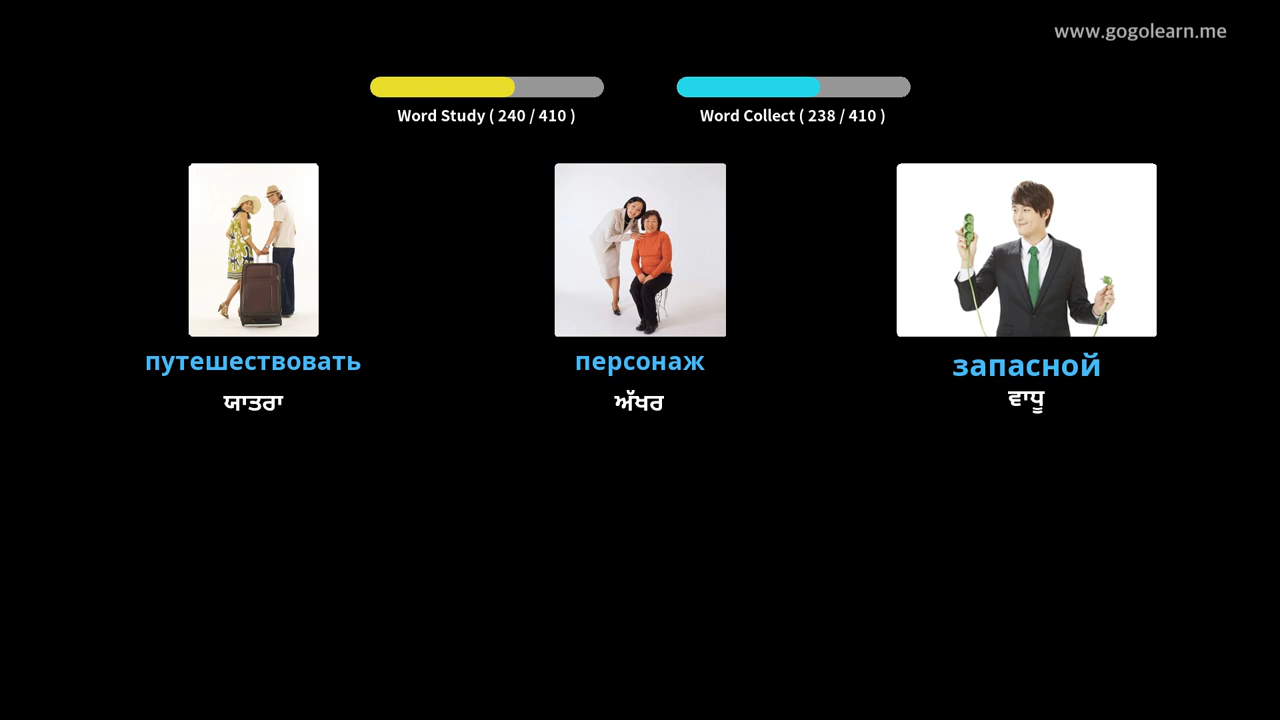 www.gogolearn.me
Word Study ( 240 / 410 )
Word Collect ( 238 / 410 )
путешествовать
персонаж
запасной
ਯਾਤਰਾ
ਅੱਖਰ
ਵਾਧੂ